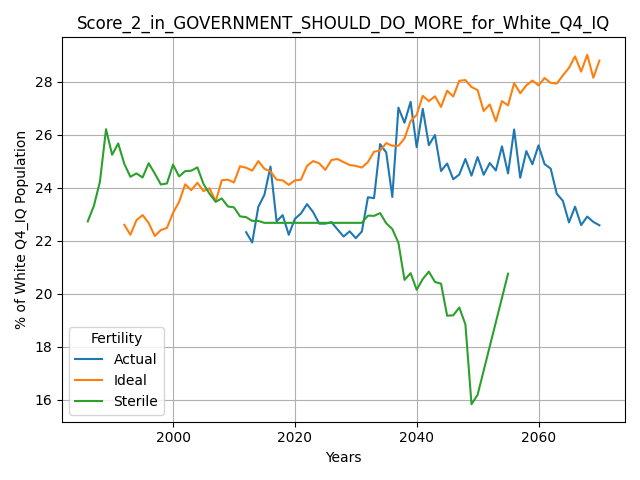 Score_2_in_GOVERNMENT_SHOULD_DO_MORE_for_White_Q4_IQ
% of White Q4_IQ Population
28
26
24
22
20
18
16
Fertility
Actual
Ideal
Sterile
2000
2020
2040
2060
Years